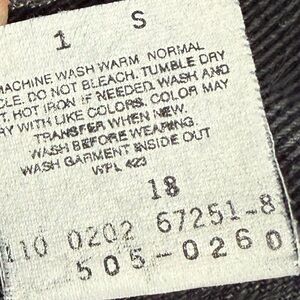 1 S
MACHINE WASH WARM, NORMAL
CLE. DO NOT BLEACH. TUMBLE DRY
T. HOT IRON IF NEEDED. WASH AND
RY WITH LIKE COLORS. COLOR MAY
TRANSFER WHEN NEW.
WASH BEFORE WEARING.
WASH GARMENT INSIDE OUT
WPL 423
18
110 0202 67251-8
505-0260